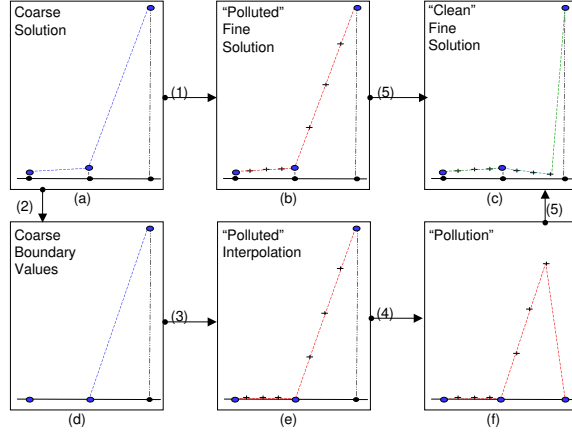 Coarse
Solution
(a)
(1)
“Polluted”
Fine
Solution
(b)
(5)
“Clean”
Fine
Solution
(c)
(2)
(5)
Coarse
Boundary
Values
(d)
(3)
“Polluted”
Interpolation
(e)
(4)
“Pollution”
(f)